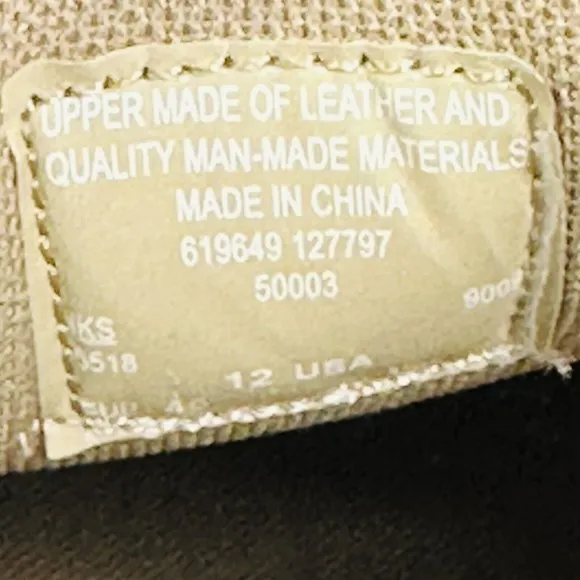 UPPER MADE OF LEATHER AND
QUALITY MAN-MADE MATERIALS
MADE IN CHINA
619649 127797
50003
12 USA